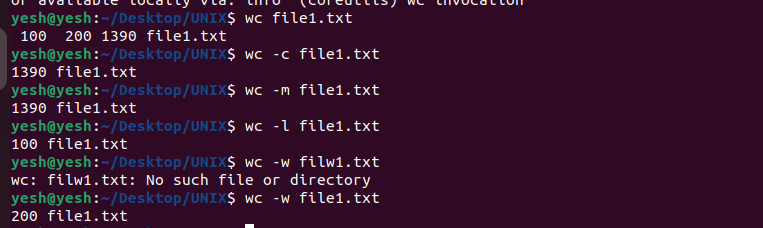 or available locally via: info '(coreutils) wc invocation'
yesh@yesh:~/Desktop/UNIX$ wc file1.txt
 100  200 1390 file1.txt
yesh@yesh:~/Desktop/UNIX$ wc -c file1.txt
1390 file1.txt
yesh@yesh:~/Desktop/UNIX$ wc -m file1.txt
1390 file1.txt
yesh@yesh:~/Desktop/UNIX$ wc -l file1.txt
100 file1.txt
yesh@yesh:~/Desktop/UNIX$ wc -w filw1.txt
wc: filw1.txt: No such file or directory
yesh@yesh:~/Desktop/UNIX$ wc -w file1.txt
200 file1.txt